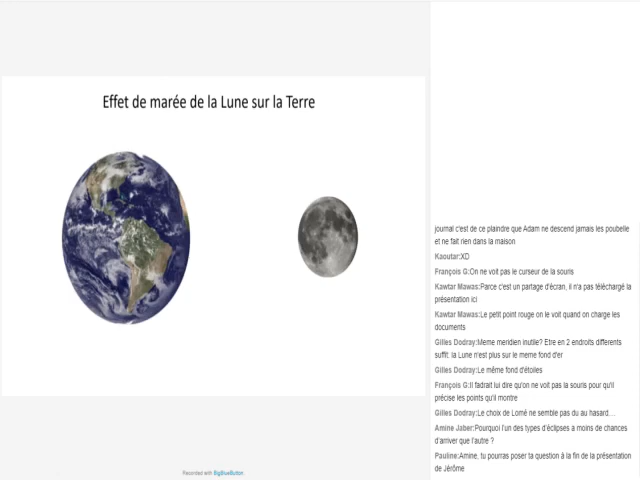 Effet de marée de la Lune sur la Terre
journal c'est de ce plaindre que Adam ne descend jamais les poubelle
et ne fait rien dans la maison
Kaoutar:XD
François G:On ne voit pas le curseur de la souris
Kawtar Mawas:Parce c'est un partage d'écran, il n'a pas téléchargé la
présentation ici
Kawtar Mawas:Le petit point rouge on le voit quand on charge les
documents
Gilles Dodray:Meme meridien inutile? Etre en 2 endroits differents
suffit: la Lune n'est plus sur le meme fond d'er
Gilles Dodray:Le même fond d'étoiles
François G:Il fadrait lui dire qu'on ne voit pas la souris pour qu'il
précise les points qu'il montre
Gilles Dodray:Le choix de Lomé ne semble pas du au hasard....
Amine Jaber:Pourquoi l'un des types d'éclipses a moins de chances
d'arriver que l'autre ?
Pauline:Amine, tu pourras poser ta question à la fin de la présentation
de Jérôme
Recorded with BigBlueButton